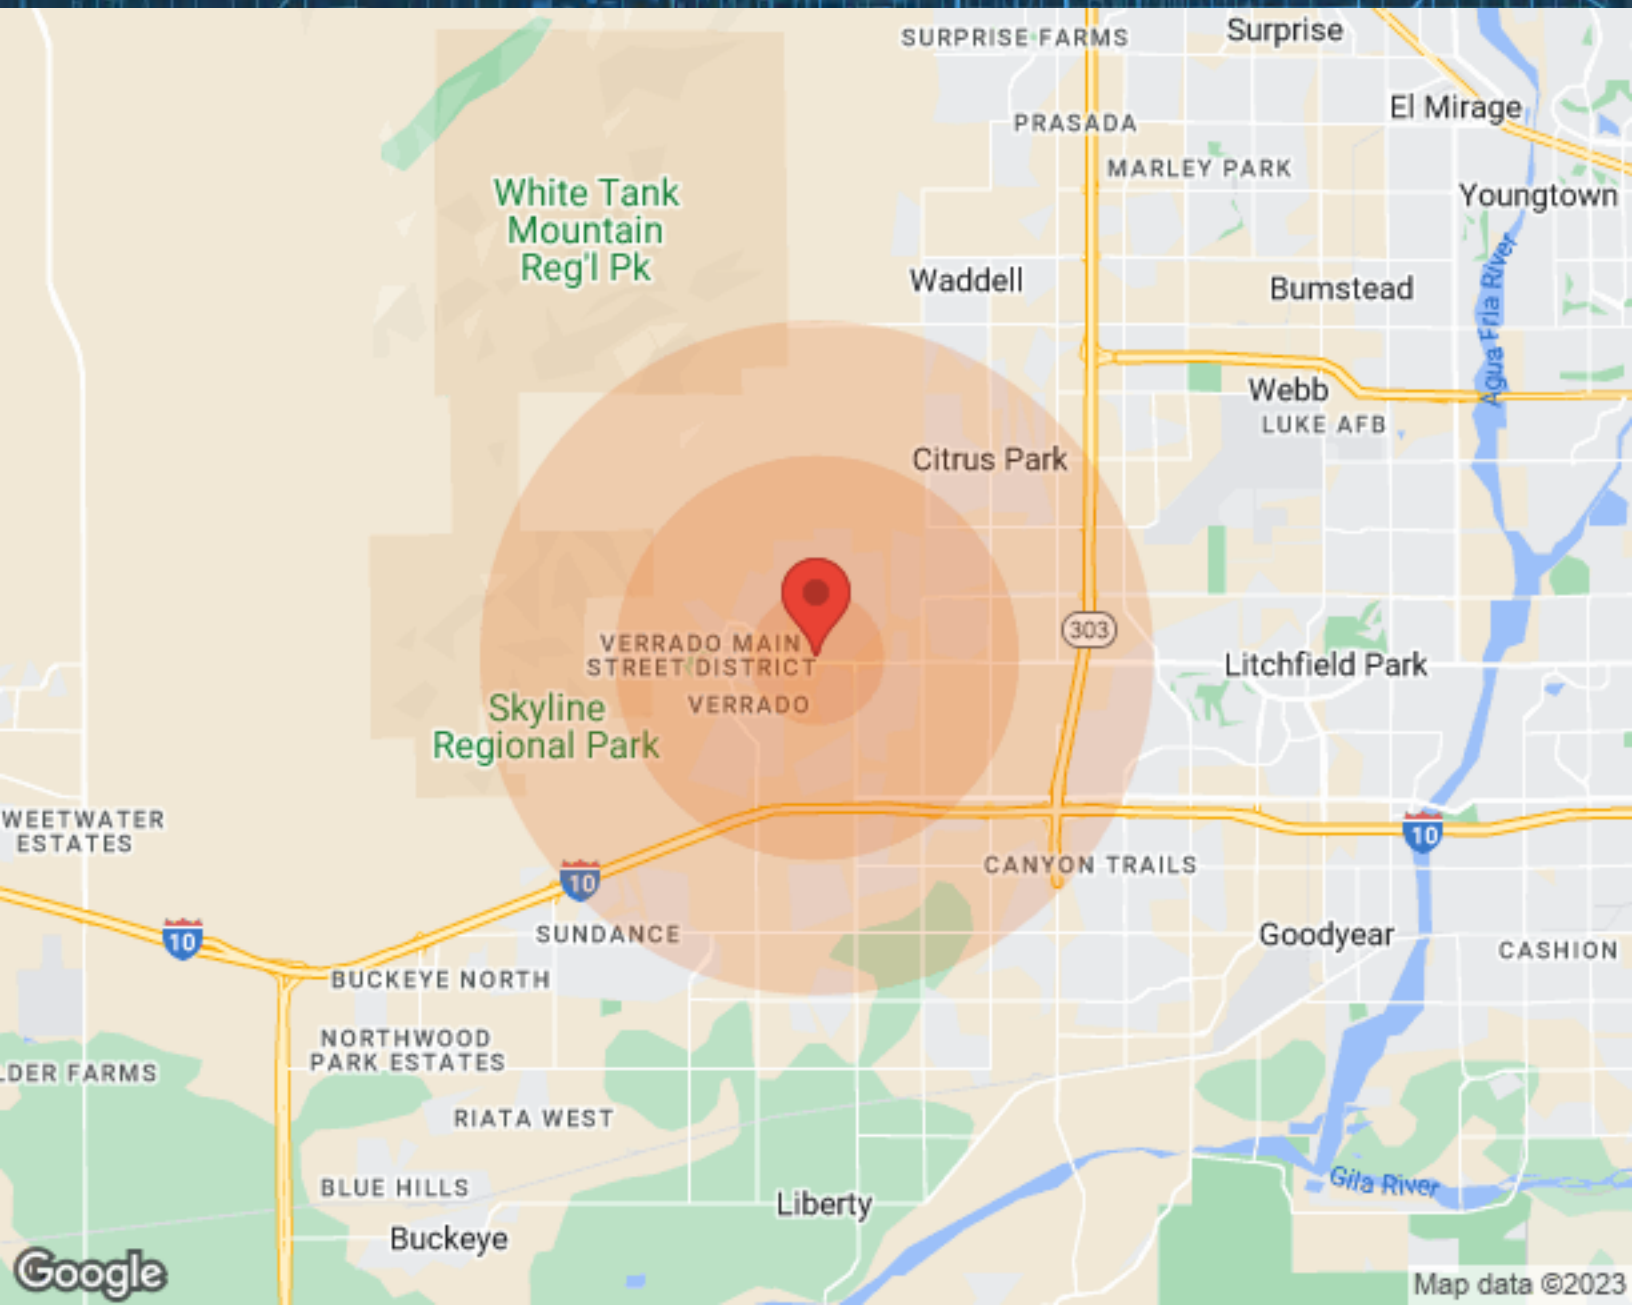 SURPRISE FARMS
Surprise
El Mirage
PRASADA
MARLEY PARK
White Tank
Mountain
Reg'l Pk
Youngtown
Waddell
Bumstead
Agua Fria River
Webb
LUKE AFB
Citrus Park
303
VERRADO MAIN
STREET DISTRICT
VERRADO
Litchfield Park
Skyline
Regional Park
WEETWATER
ESTATES
10
10
10
CANYON TRAILS
SUNDANCE
Goodyear
CASHION
BUCKEYE NORTH
NORTHWOOD
PARK ESTATES
LDER FARMS
RIATA WEST
BLUE HILLS
Gila River
Liberty
Buckeye
Google
Map data ©2023